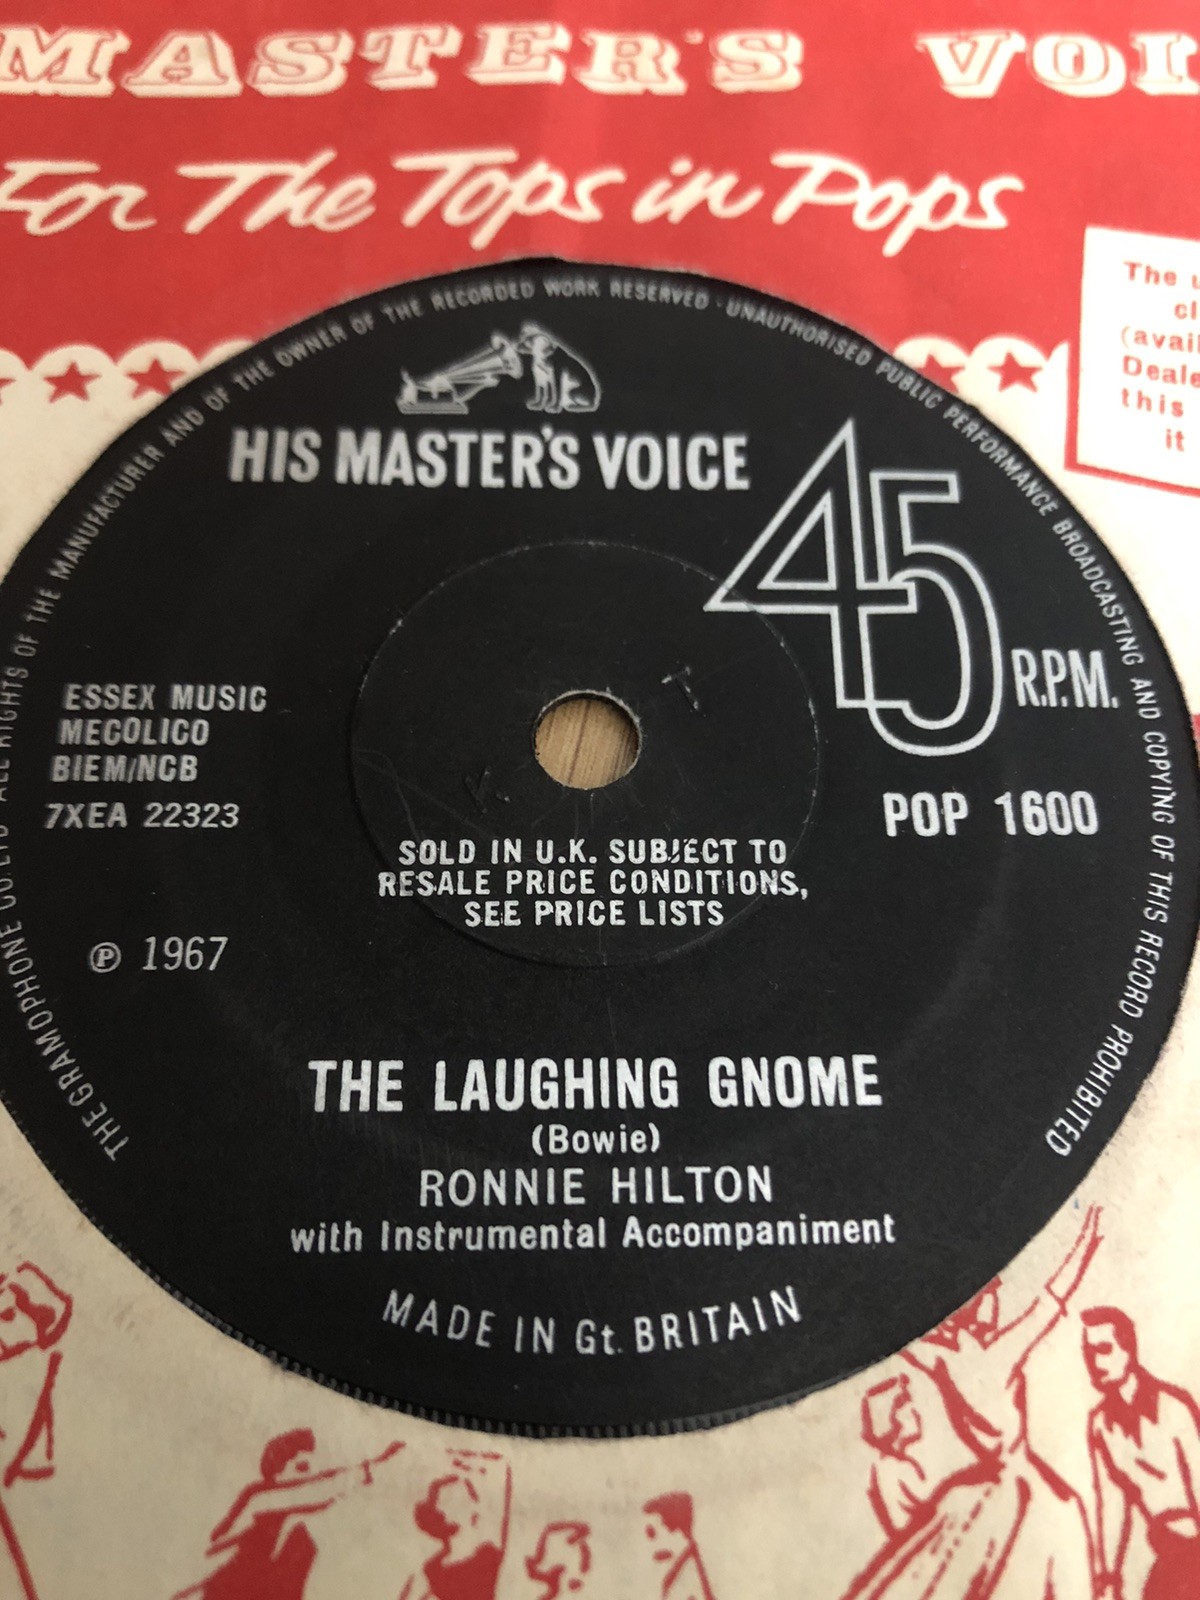 MASTER'S VOI
For The Tops in Pops
The
cl
(avail
Deale
this
it
THE GRAMOPHONE CO. LTD. ALL RIGHTS OF THE MANUFACTURER AND OF THE OWNER OF THE RECORDED WORK RESERVED · UNAUTHORISED PUBLIC PERFORMANCE BROADCASTING AND COPYING OF THIS RECORD PROHIBITED
HIS MASTER'S VOICE
45
R.P.M.
ESSEX MUSIC
MECOLICO
BIEM/NCB
7XEA 22323
POP 1600
T
K
SOLD IN U.K. SUBJECT TO
RESALE PRICE CONDITIONS,
SEE PRICE LISTS
℗ 1967
THE LAUGHING GNOME
(Bowie)
RONNIE HILTON
with Instrumental Accompaniment
MADE IN Gt. BRITAIN